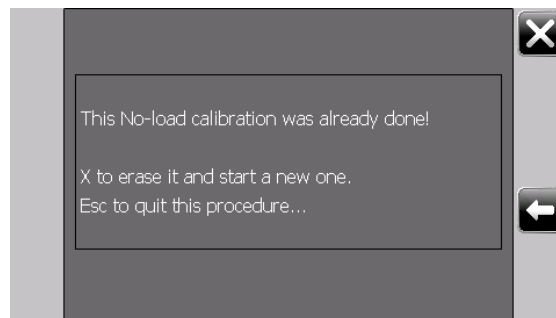 This No-load calibration was already done!
X to erase it and start a new one.
Esc to quit this procedure...